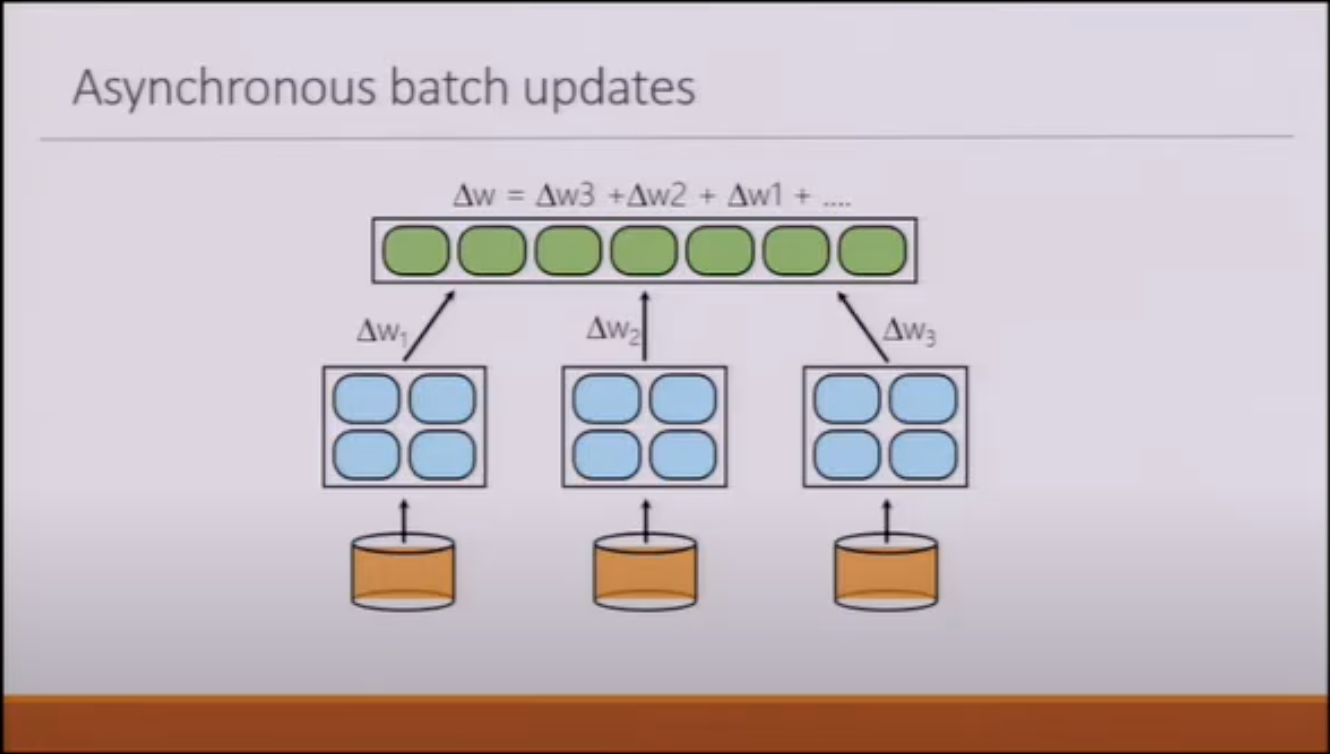 Asynchronous batch updates
Δw = Δw3 +Δw2 + Δw1 + ....
Δw₁
Δw₂
Δw₃